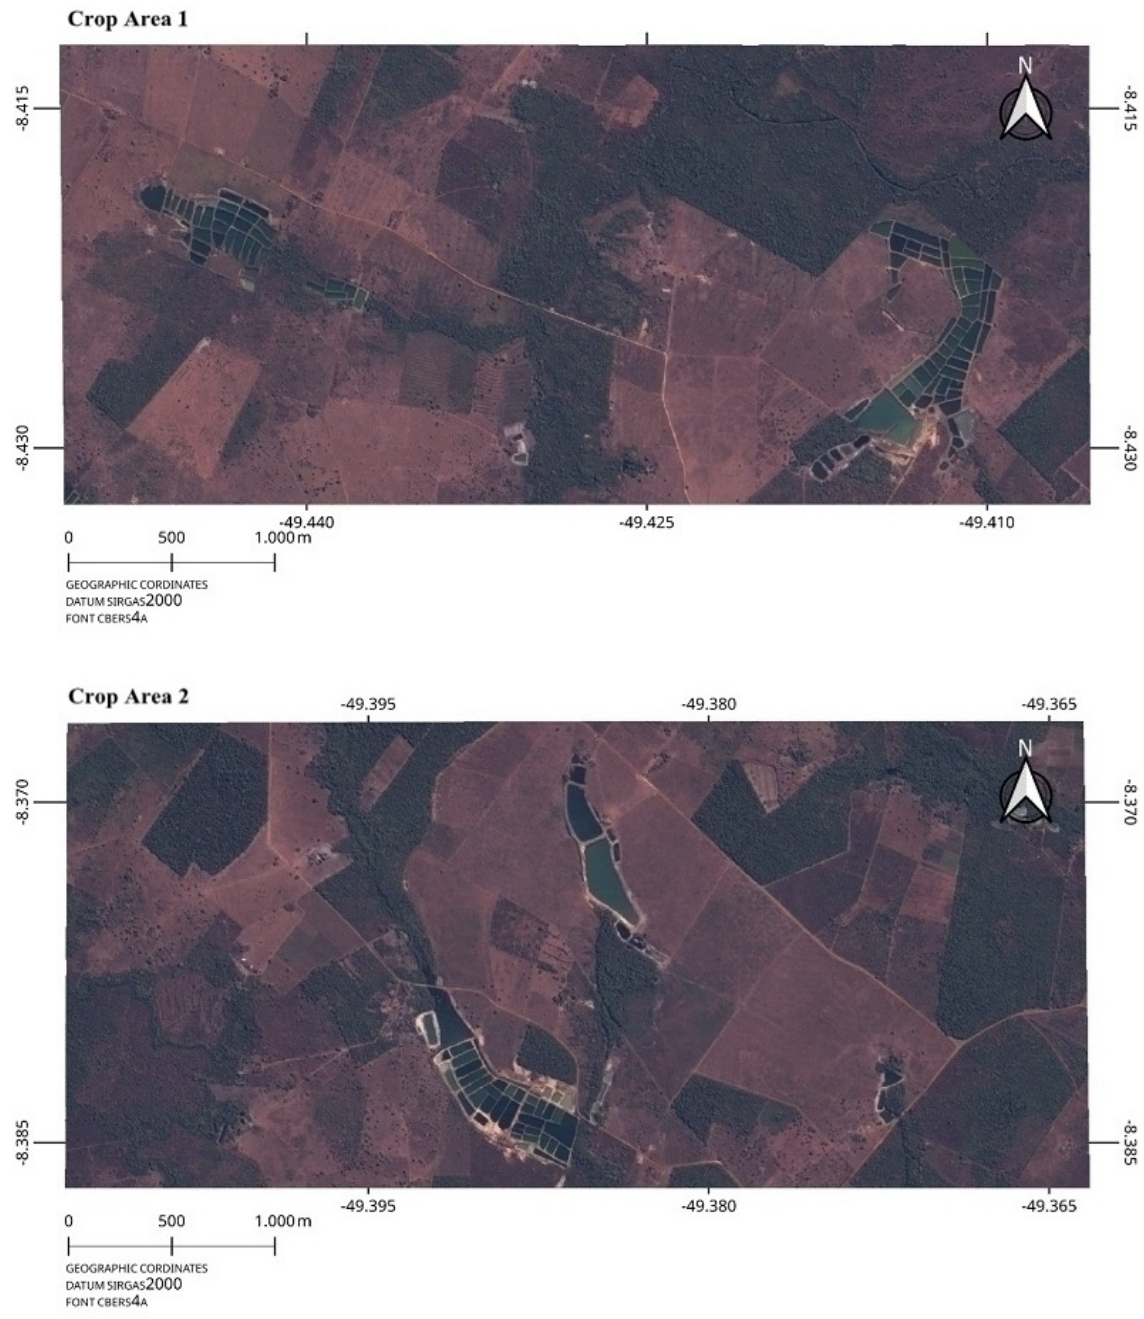 Crop Area 1
N
-8.415
-8.415
-8.430
-8.430
-49.440
-49.425
-49.410
0 500 1.000 m
GEOGRAPHIC CORDINATES
DATUM SIRGAS2000
FONT CBERS4A
Crop Area 2
-49.395
-49.380
-49.365
N
-8.370
-8.370
-8.385
-8.385
-49.395
-49.380
-49.365
0 500 1.000 m
GEOGRAPHIC CORDINATES
DATUM SIRGAS2000
FONT CBERS4A